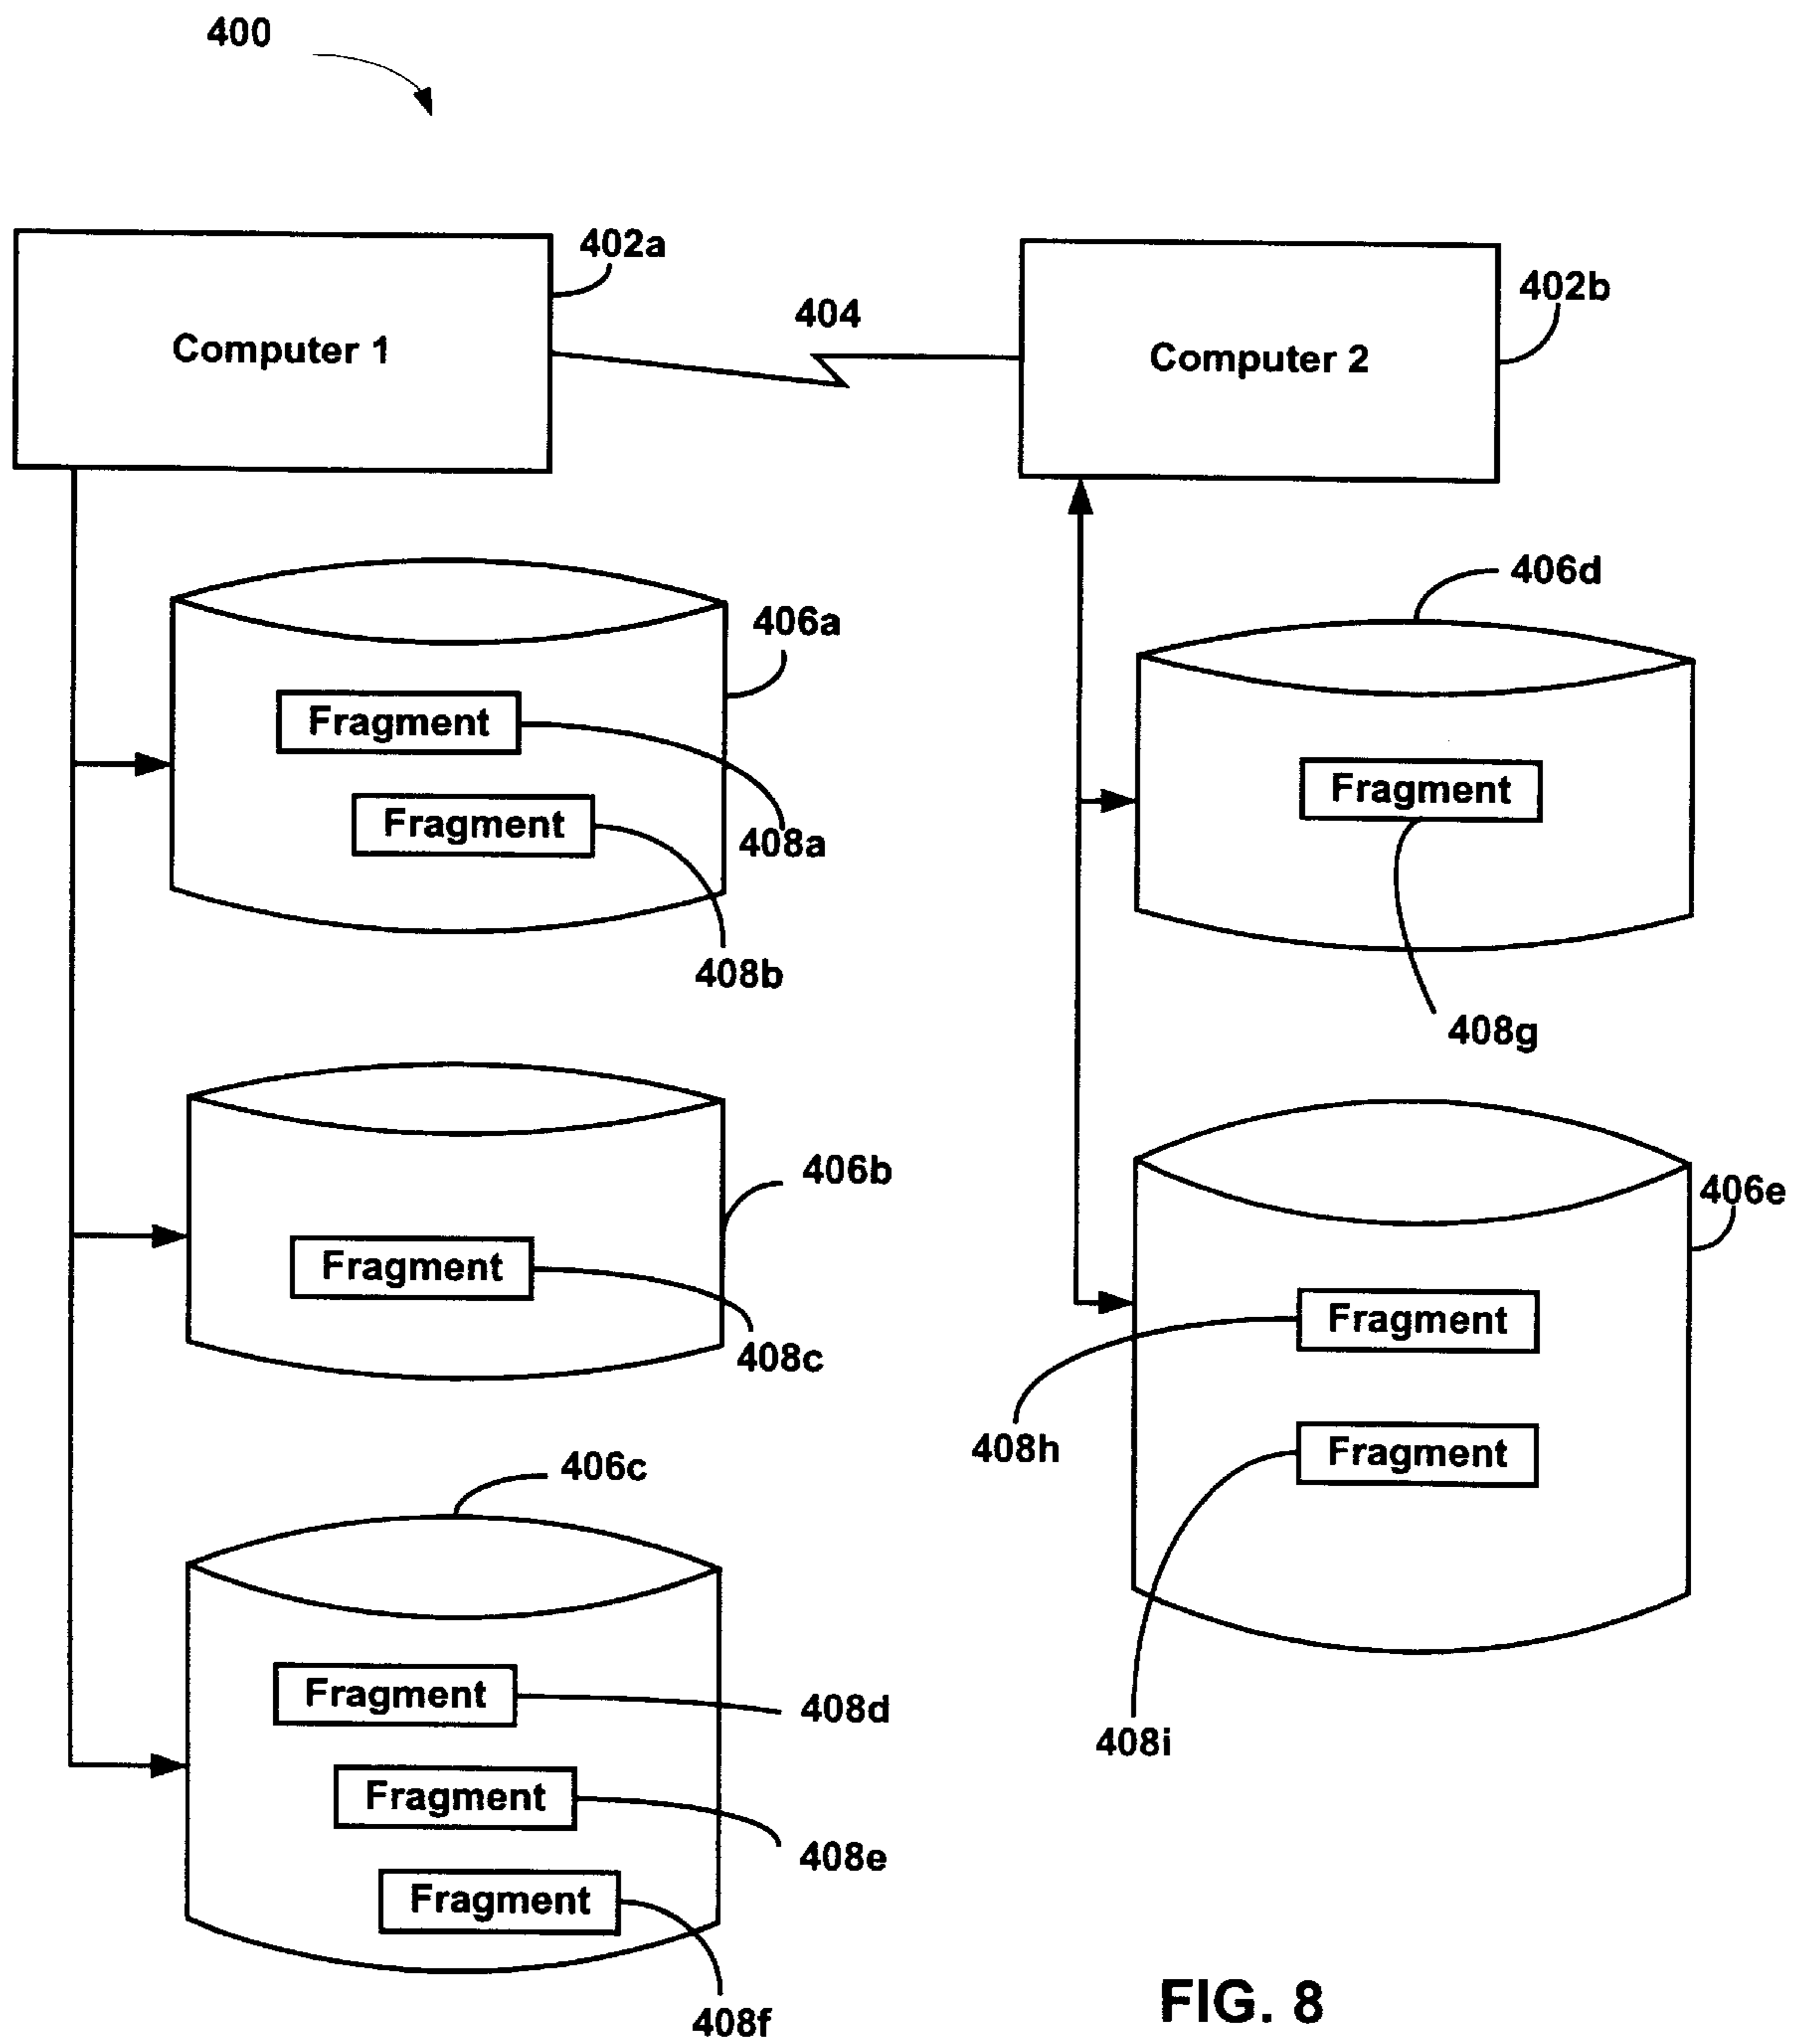 400
402a
402b
404
Computer 1
Computer 2
406d
406a
Fragment
Fragment
Fragment
408a
408b
408g
406b
406e
Fragment
Fragment
408c
408h
Fragment
406c
Fragment
408d
408i
Fragment
408e
Fragment
408f
FIG. 8